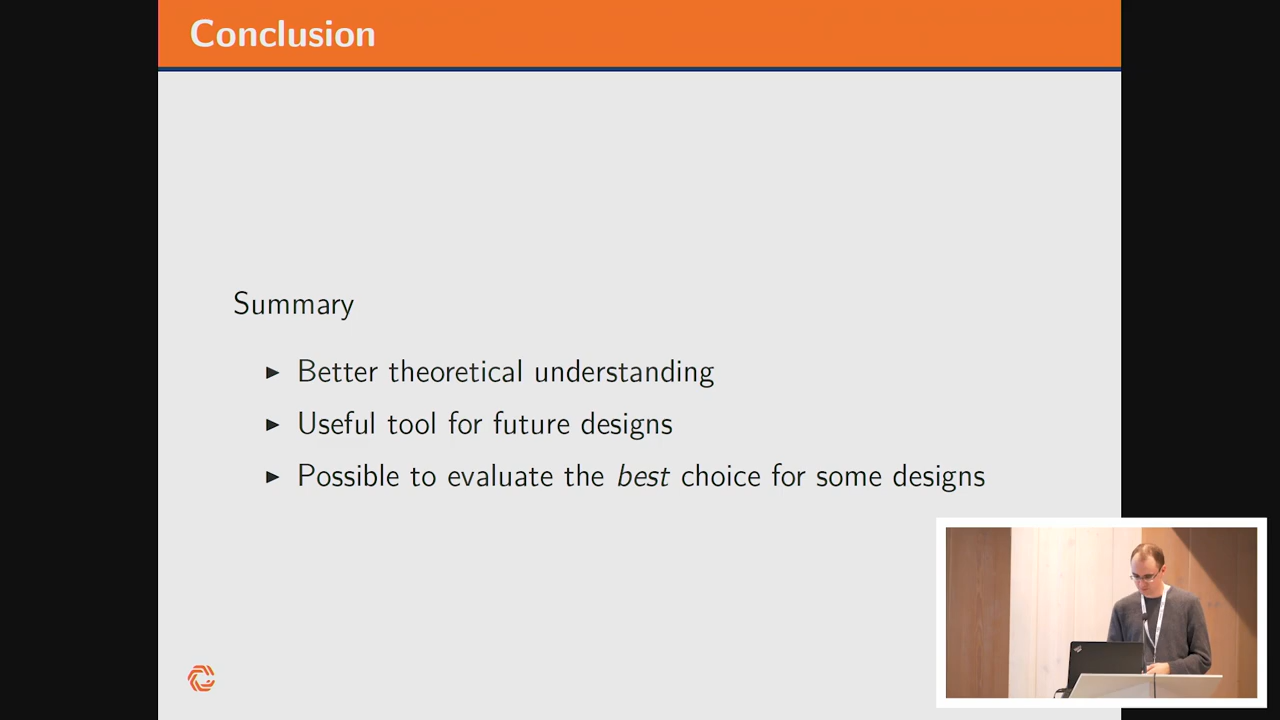 Conclusion
Summary
▶ Better theoretical understanding
▶ Useful tool for future designs
▶ Possible to evaluate the best choice for some designs